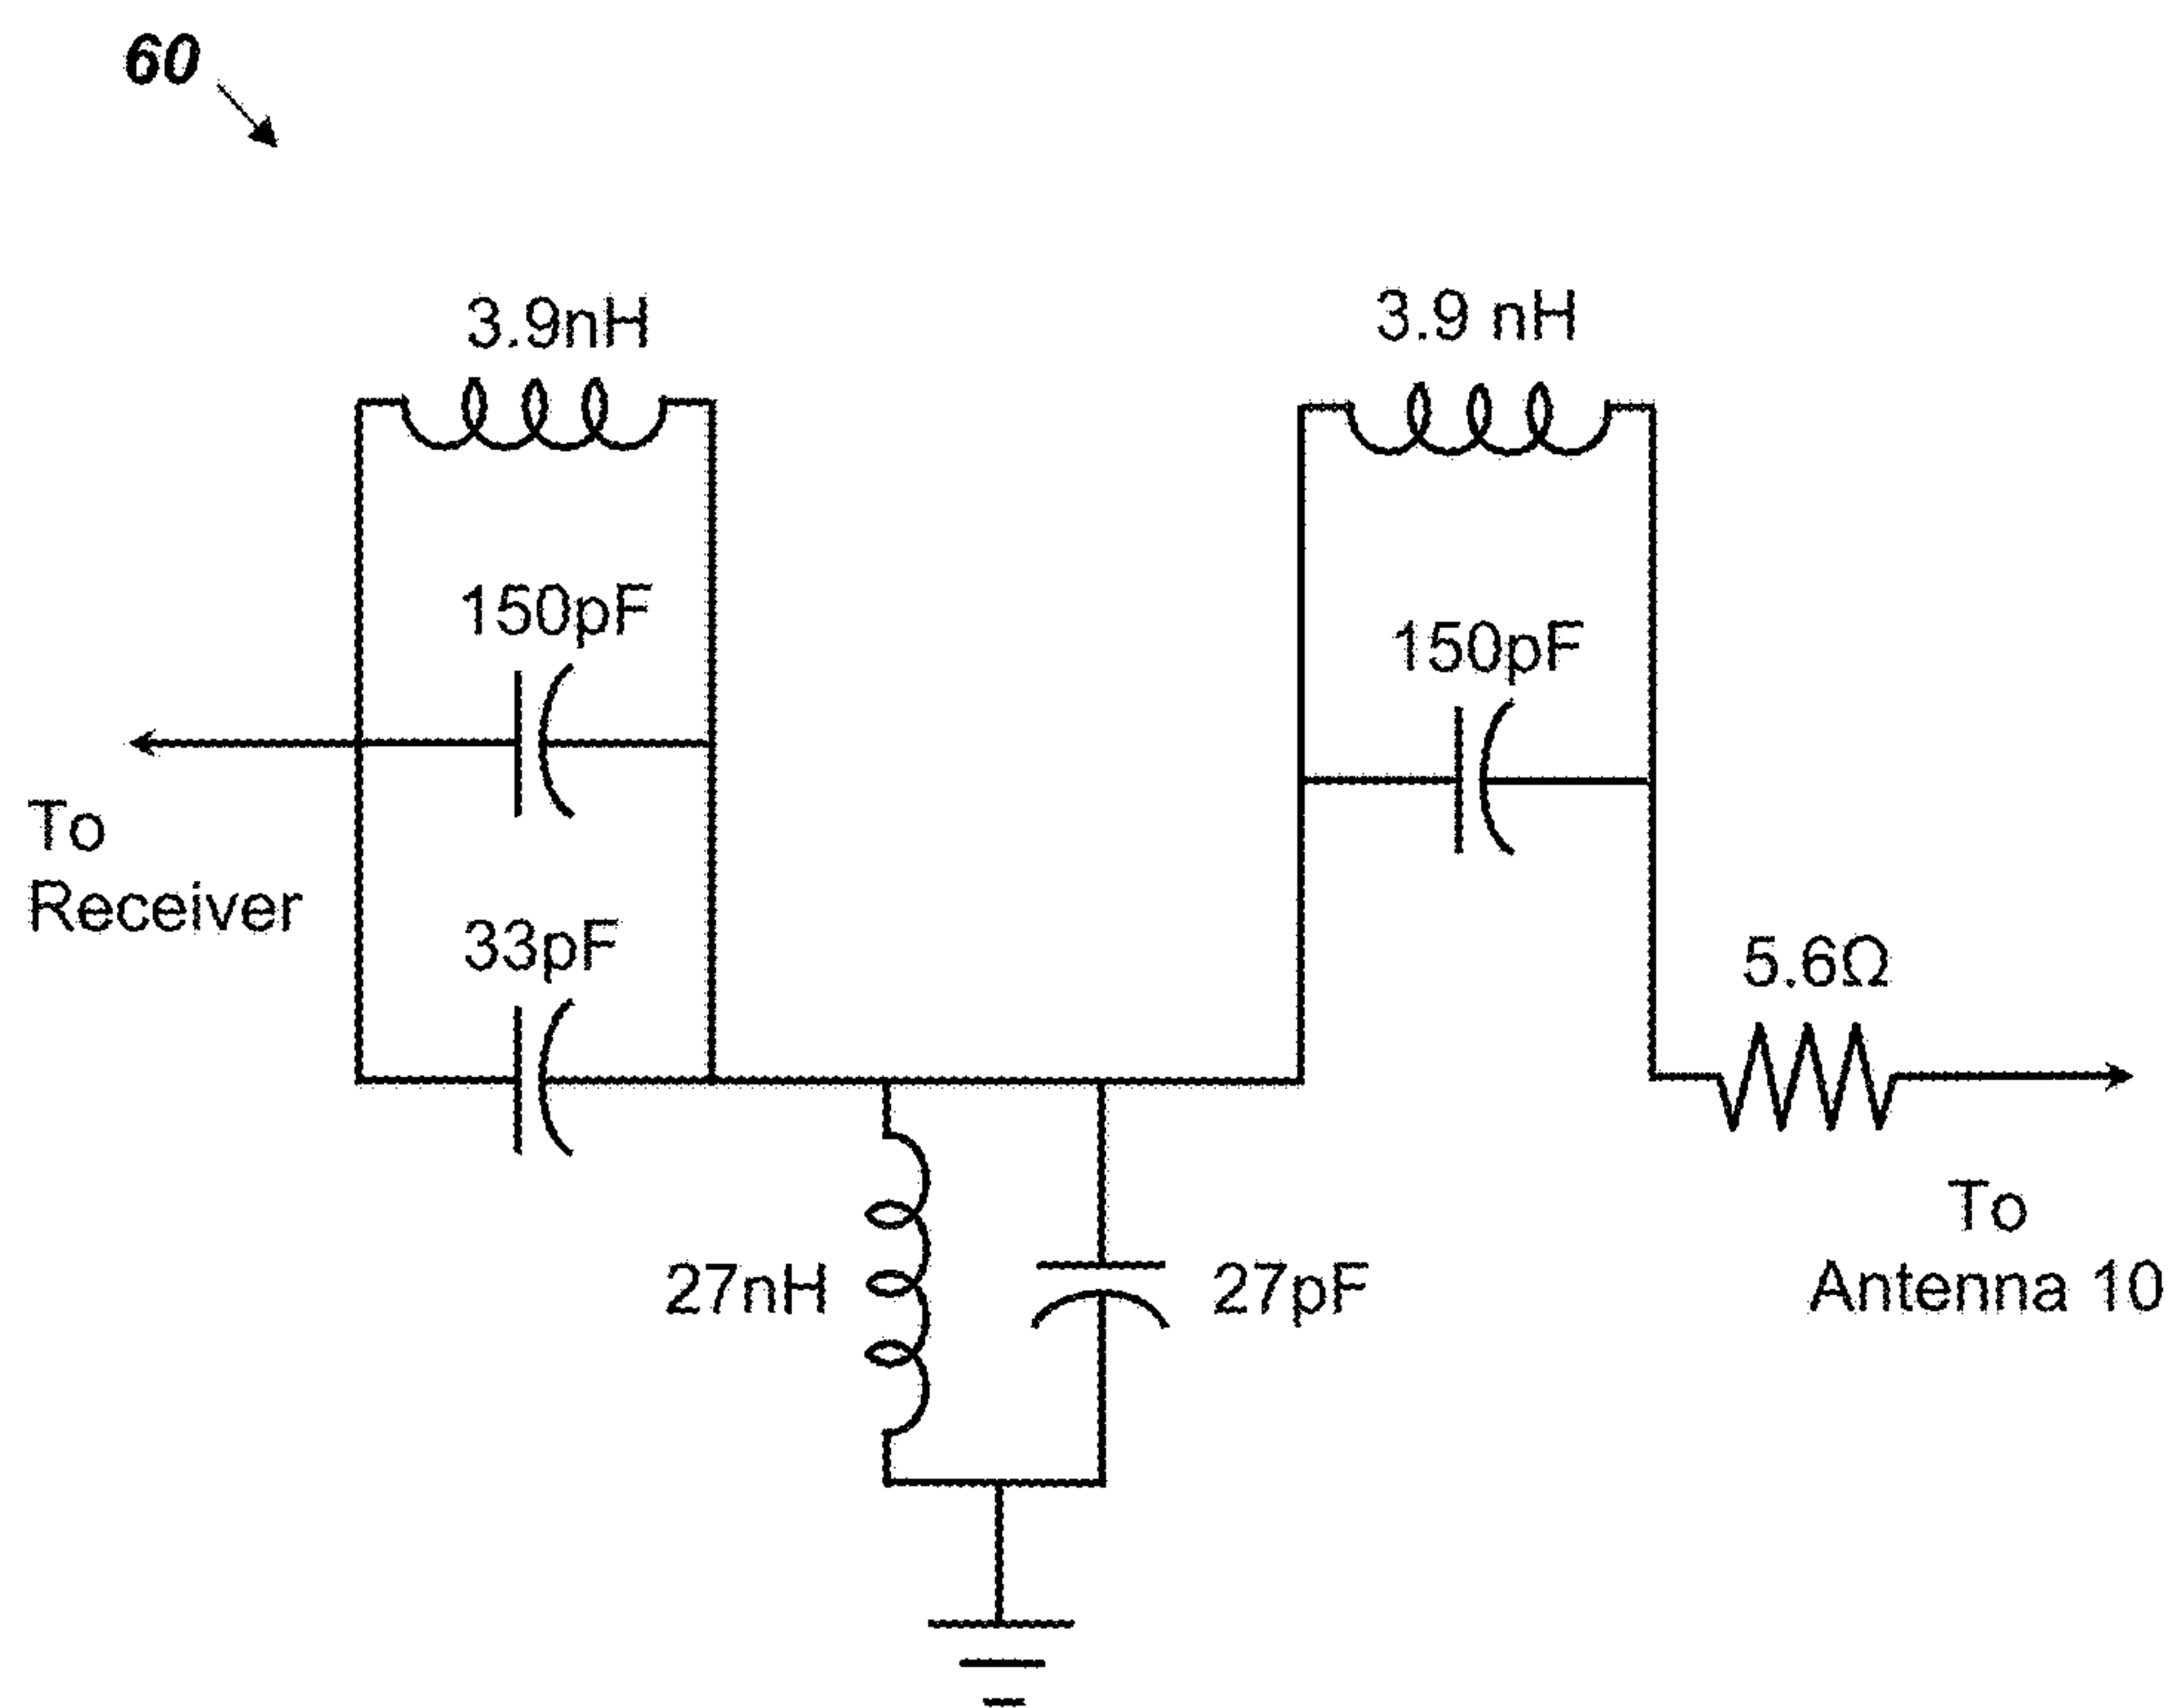 60
3.9nH
3.9 nH
150pF
150pF
To
Receiver
33pF
5.6Ω
27nH
27pF
To
Antenna 10